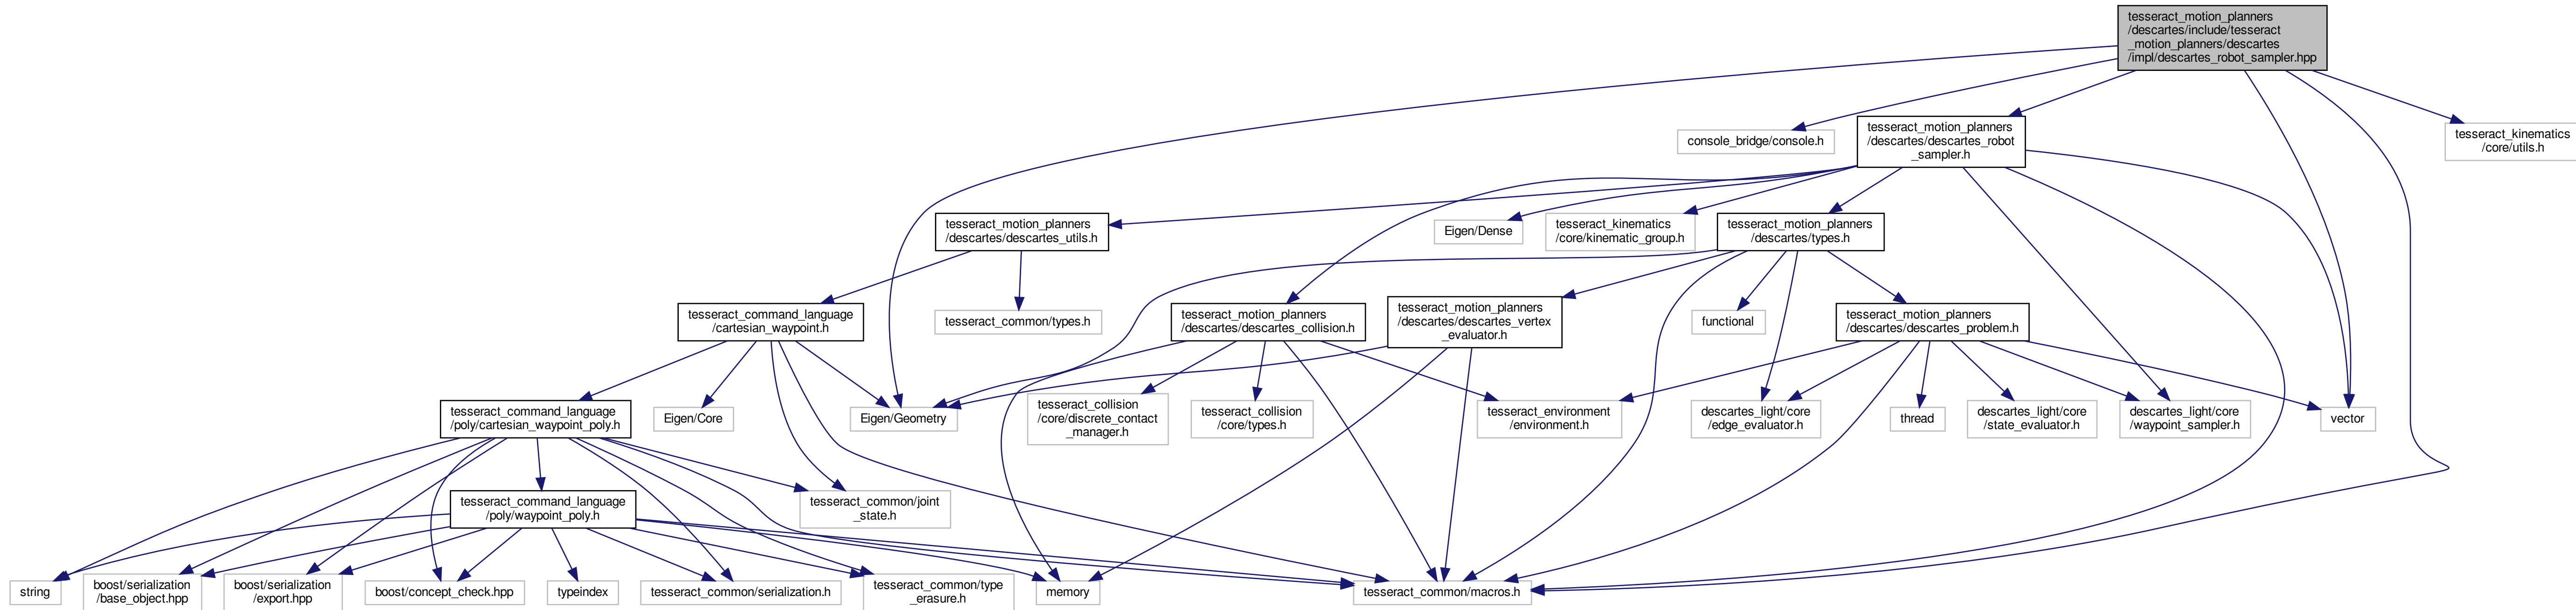 tesseract_motion_planners
/descartes/include/tesseract
_motion_planners/descartes
/impl/descartes_robot_sampler.hpp
console_bridge/console.h
tesseract_motion_planners
/descartes/descartes_robot
_sampler.h
tesseract_kinematics
/core/utils.h
tesseract_motion_planners
/descartes/descartes_utils.h
Eigen/Dense
tesseract_kinematics
/core/kinematic_group.h
tesseract_motion_planners
/descartes/types.h
tesseract_command_language
/cartesian_waypoint.h
tesseract_common/types.h
tesseract_motion_planners
/descartes/descartes_collision.h
tesseract_motion_planners
/descartes/descartes_vertex
_evaluator.h
functional
tesseract_motion_planners
/descartes/descartes_problem.h
tesseract_command_language
/poly/cartesian_waypoint_poly.h
Eigen/Core
Eigen/Geometry
tesseract_collision
/core/discrete_contact
_manager.h
tesseract_collision
/core/types.h
tesseract_environment
/environment.h
descartes_light/core
/edge_evaluator.h
thread
descartes_light/core
/state_evaluator.h
descartes_light/core
/waypoint_sampler.h
vector
tesseract_command_language
/poly/waypoint_poly.h
tesseract_common/joint
_state.h
string
boost/serialization
/base_object.hpp
boost/serialization
/export.hpp
boost/concept_check.hpp
typeindex
tesseract_common/serialization.h
tesseract_common/type
_erasure.h
memory
tesseract_common/macros.h